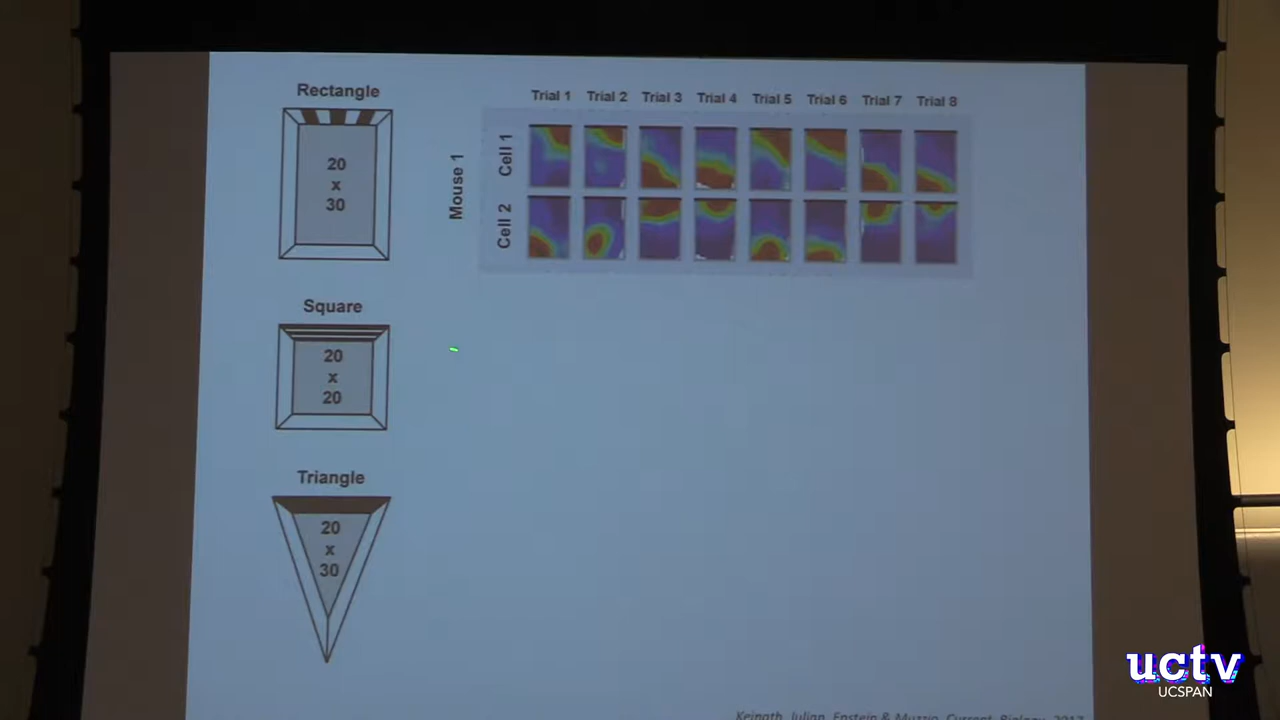 Rectangle
20
x
30
Square
20
x
20
Triangle
20
x
30
Trial 1 Trial 2 Trial 3 Trial 4 Trial 5 Trial 6 Trial 7 Trial 8
Mouse 1
Cell 1
Cell 2
Keinath, Julian, Epstein & Muzzio, Current Biology, 2017
uctv
UCSPAN